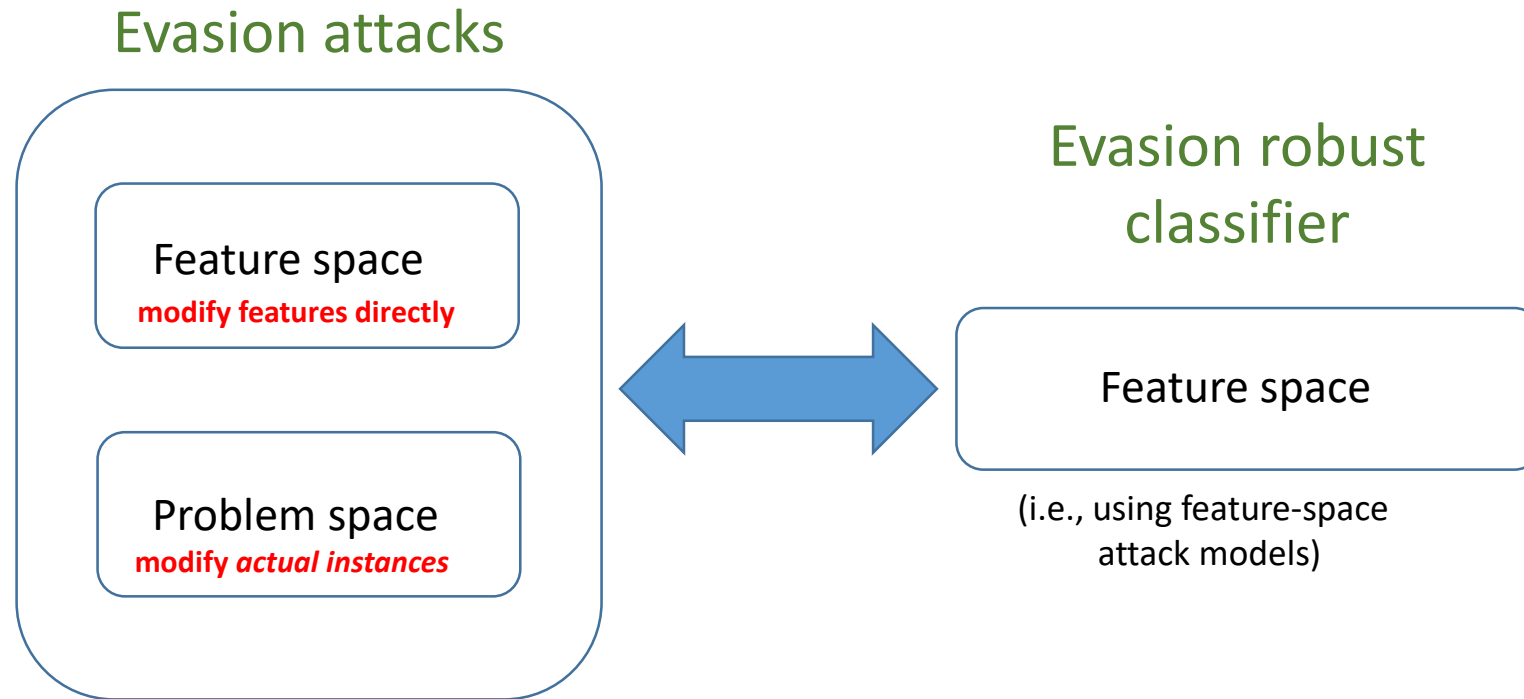 Evasion attacks
Feature space
modify features directly
Problem space
modify actual instances
Evasion robust
classifier
Feature space
(i.e., using feature-space
attack models)